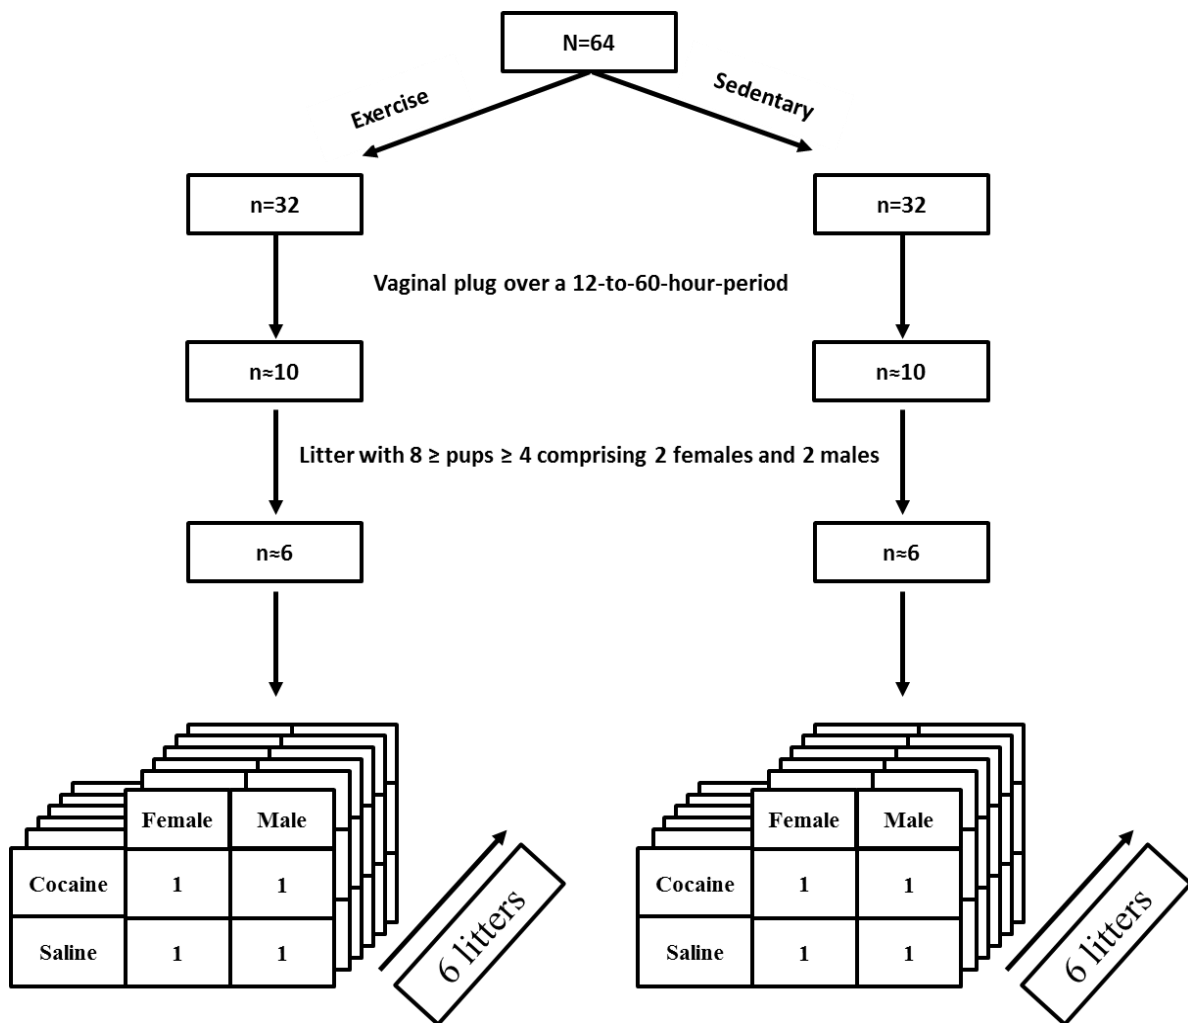 N=64
Exercise
Sedentary
n=32
n=32
Vaginal plug over a 12-to-60-hour-period
n≈10
n≈10
Litter with 8 ≥ pups ≥ 4 comprising 2 females and 2 males
n≈6
n≈6
Female Male
Cocaine 1 1
Saline 1 1
6 litters
Female Male
Cocaine 1 1
Saline 1 1
6 litters